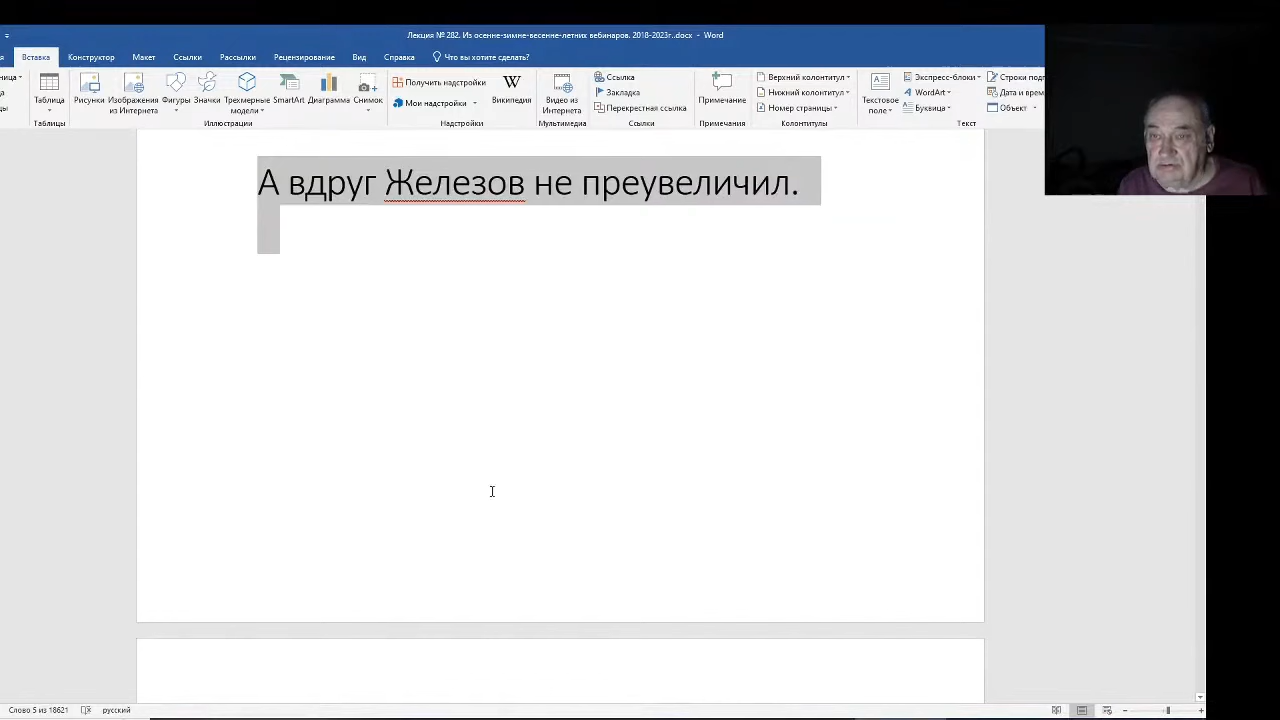 Лекция № 282. Из осенне-зимне-весенне-летних вебинаров. 2018-2023г..docx - Word
Вставка Конструктор Макет Ссылки Рассылки Рецензирование Вид Справка Что вы хотите сделать?
Таблица
Таблицы
Рисунки
Изображения из Интернета
Фигуры
Значки
Трехмерные модели
SmartArt
Диаграмма
Снимок
Иллюстрации
Получить надстройки
Мои надстройки
Википедия
Надстройки
Видео из Интернета
Мультимедиа
Ссылка
Закладка
Перекрестная ссылка
Ссылки
Примечание
Примечания
Верхний колонтитул
Нижний колонтитул
Номер страницы
Колонтитулы
Текстовое поле
Экспресс-блоки
WordArt
Буквица
Строки подп
Дата и врем
Объект
Текст
А вдруг Железов не преувеличил.
Слово 5 из 18621 русский